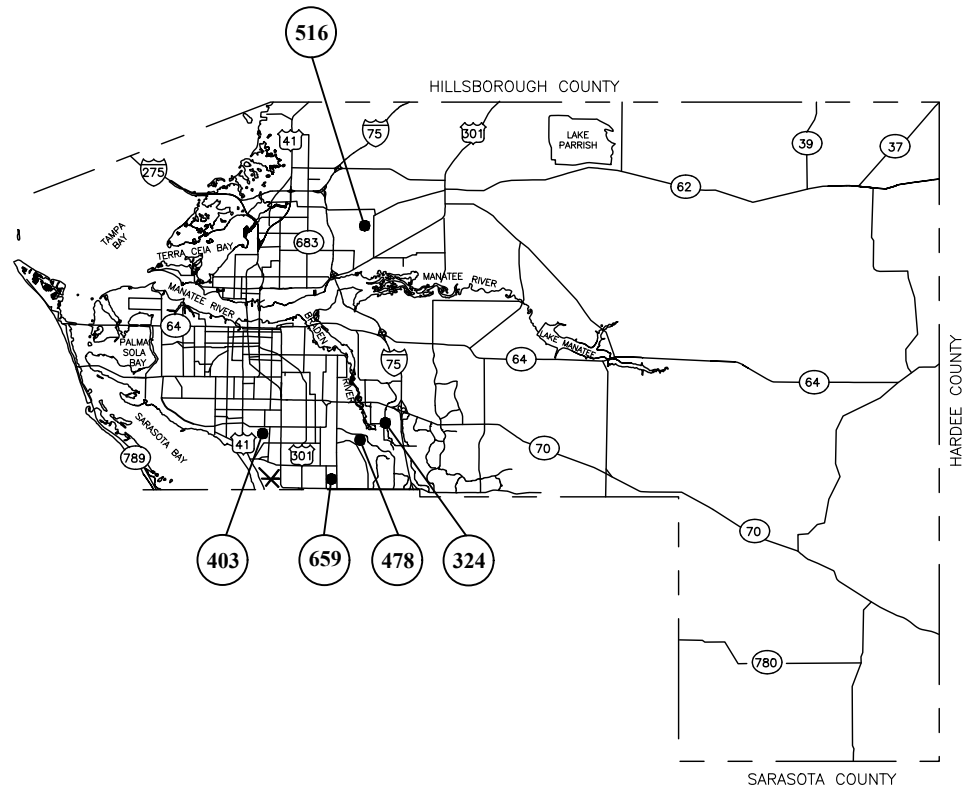 516
HILLSBOROUGH COUNTY
41
75
301
LAKE
PARRISH
39
37
275
62
TAMPA
BAY
TERRA CEIA BAY
683
MANATEE RIVER
MANATEE RIVER
64
BRADEN RIVER
PALMA
SOLA
BAY
75
LAKE MANATEE
64
64
HARDEE COUNTY
SARASOTA BAY
789
41
301
70
70
403
659
478
324
780
SARASOTA COUNTY